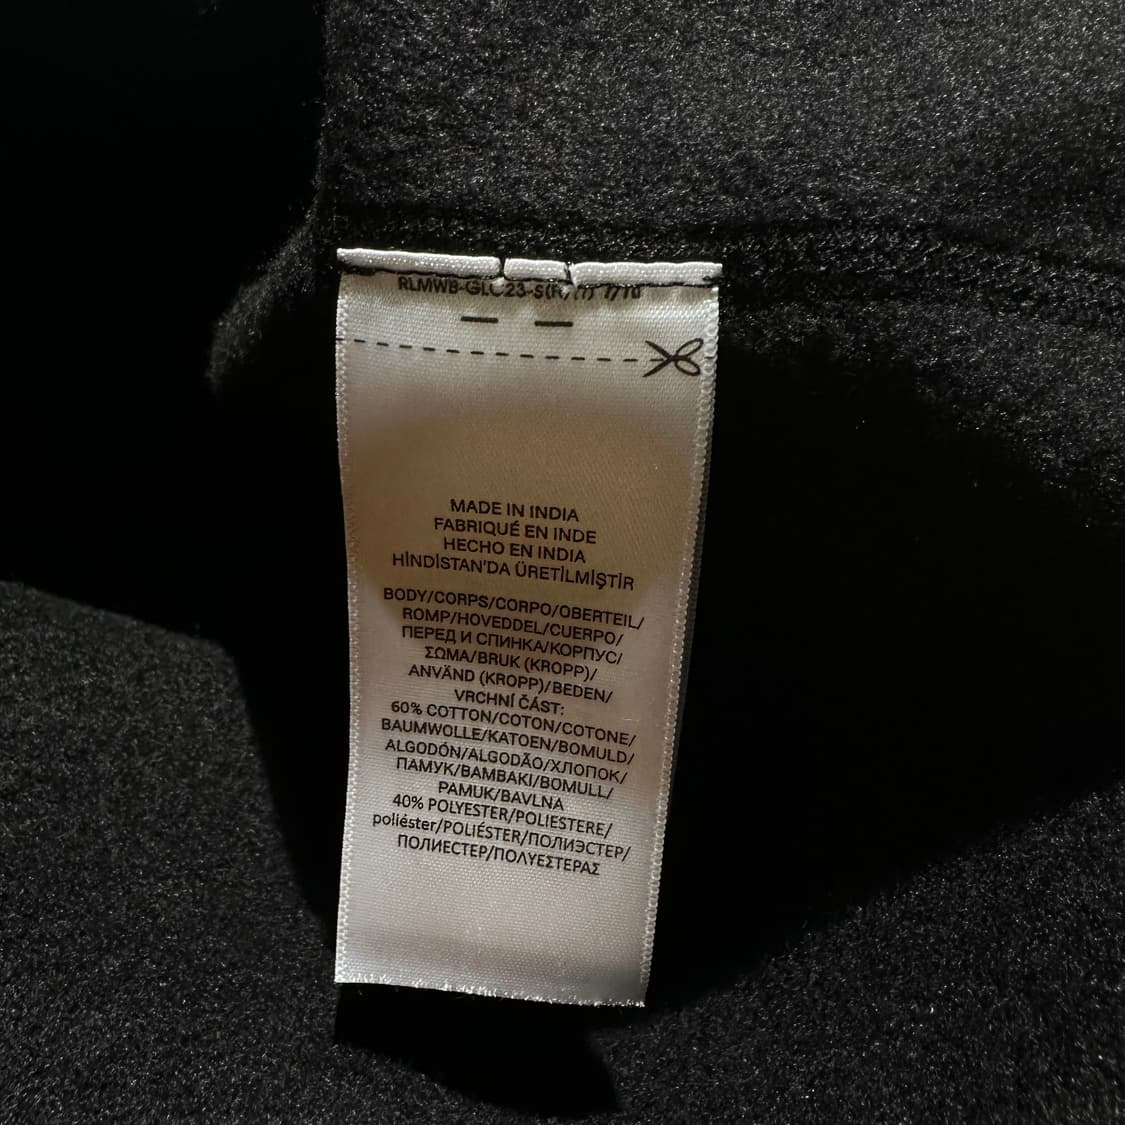 MADE IN INDIA
FABRIQUÉ EN INDE
HECHO EN INDIA
HİNDİSTAN'DA ÜRETİLMİŞTİR
BODY/CORPS/CORPO/OBERTEIL/
ROMP/HOVEDDEL/CUERPO/
ПЕРЕД И СПИНКА/КОРПУС/
ΣΩΜΑ/BRUK (KROPP)/
ANVÄND (KROPP)/BEDEN/
VRCHNÍ ČÁST:
60% COTTON/COTON/COTONE/
BAUMWOLLE/KATOEN/BOMULD/
ALGODÓN/ALGODÃO/ХЛОПОК/
ПАМУК/ΒΑΜΒΑΚΙ/BOMULL/
PAMUK/BAVLNA
40% POLYESTER/POLIESTERE/
poliéster/POLIÉSTER/ПОЛИЭСТЕР/
ПОЛИЕСТЕР/ΠΟΛΥΕΣΤΕΡΑΣ